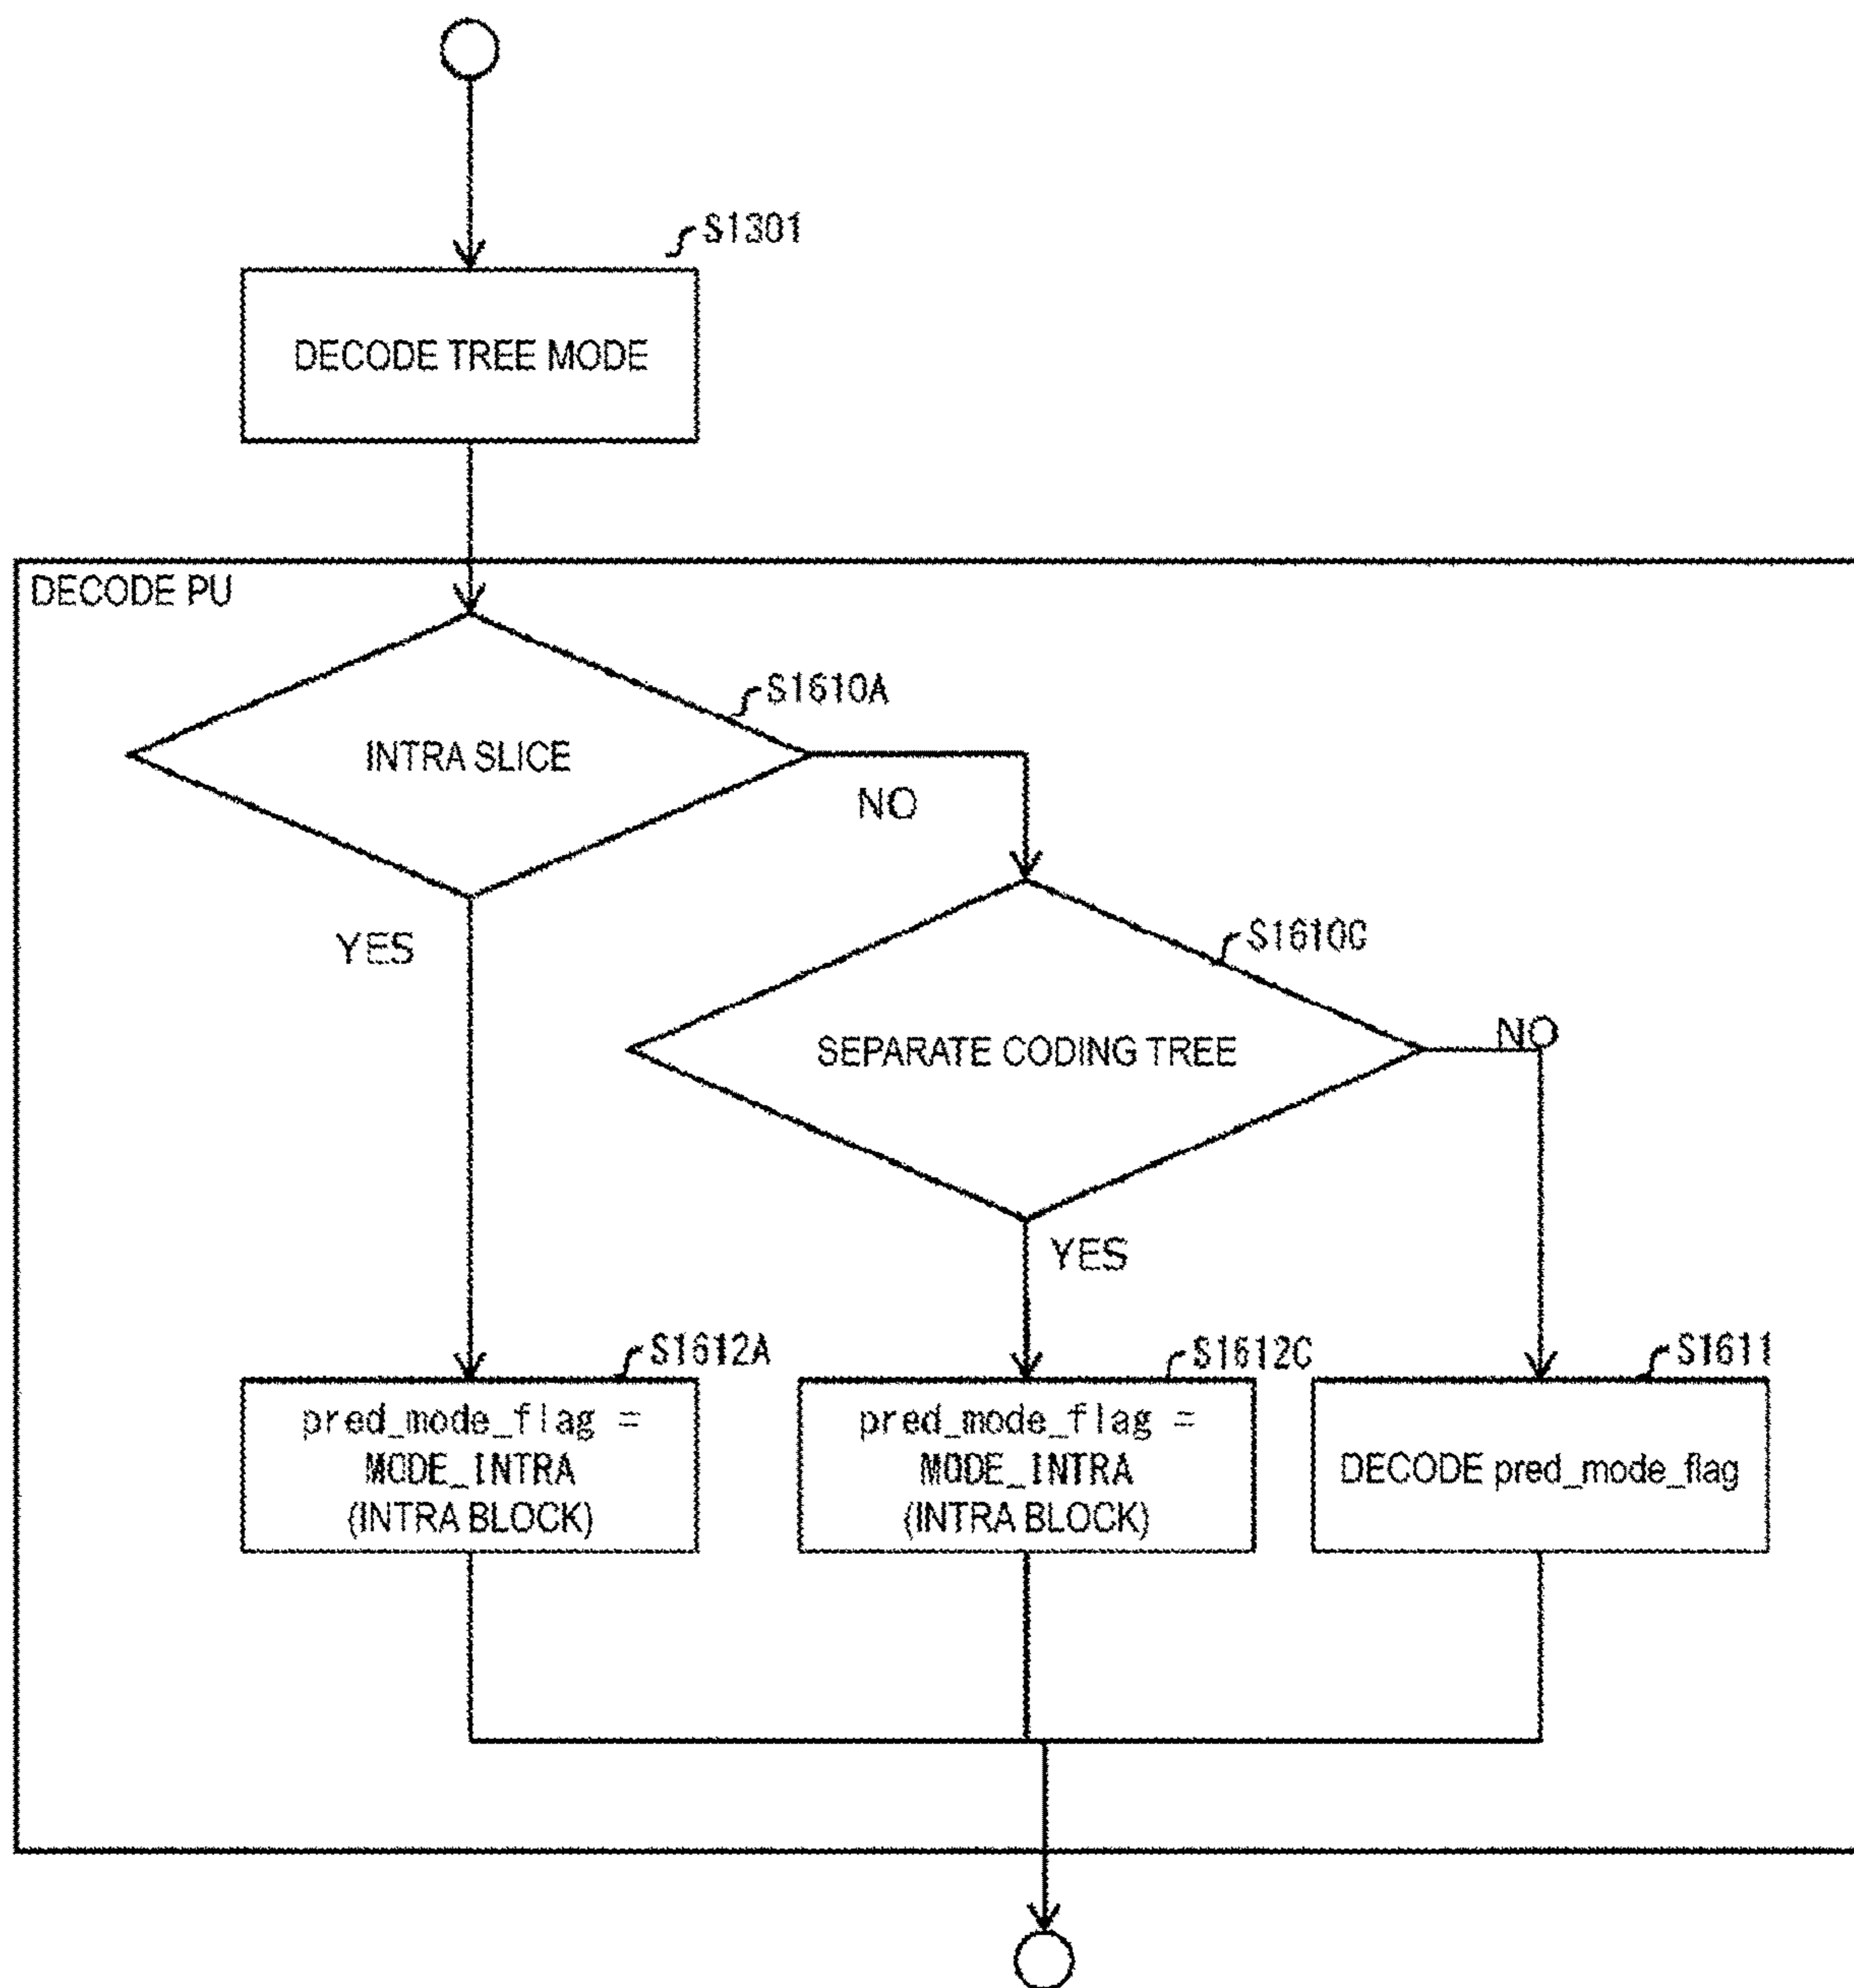 S1301
DECODE TREE MODE
DECODE PU
S1610A
INTRA SLICE
NO
YES
S1610C
SEPARATE CODING TREE
NO
YES
S1612A
pred_mode_flag =
MODE_INTRA
(INTRA BLOCK)
S1612C
pred_mode_flag =
MODE_INTRA
(INTRA BLOCK)
S1611
DECODE pred_mode_flag